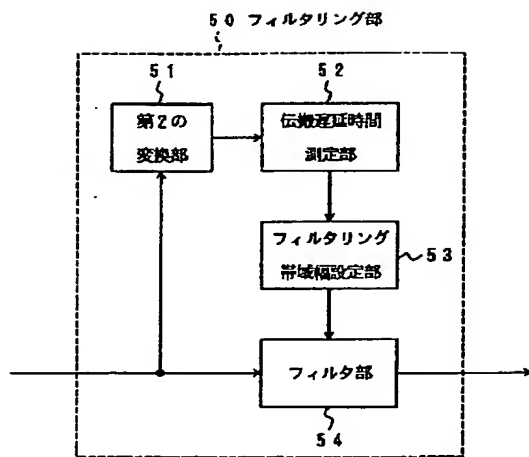 50 フィルタリング部
51
52
第2の
変換部
伝搬遅延時間
測定部
フィルタリング
帯域幅設定部
53
フィルタ部
54